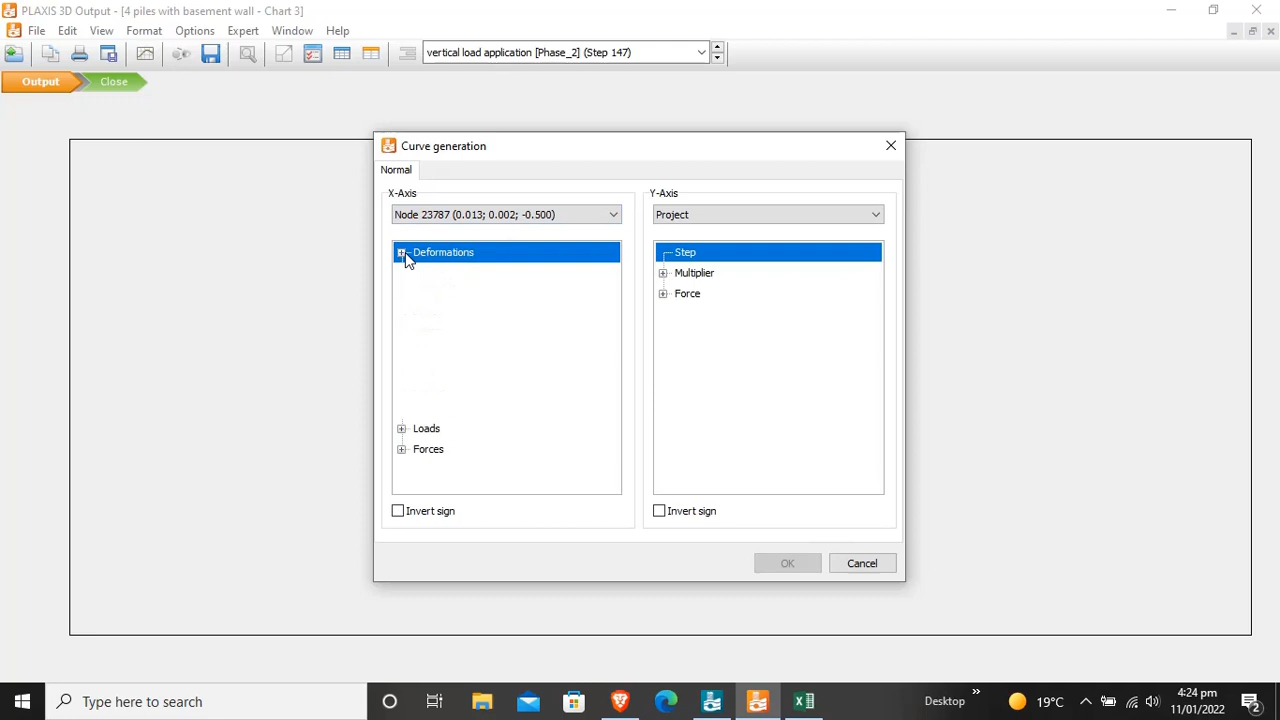 PLAXIS 3D Output - [4 piles with basement wall - Chart 3]
File Edit View Format Options Expert Window Help
vertical load application [Phase_2] (Step 147)
Output Close
Curve generation
Normal
X-Axis
Y-Axis
Node 23787 (0.013; 0.002; -0.500)
Project
Deformations
Step
Multiplier
Force
Loads
Forces
Invert sign
Invert sign
OK
Cancel
Type here to search
Desktop
19°C
4:24 pm
11/01/2022
2